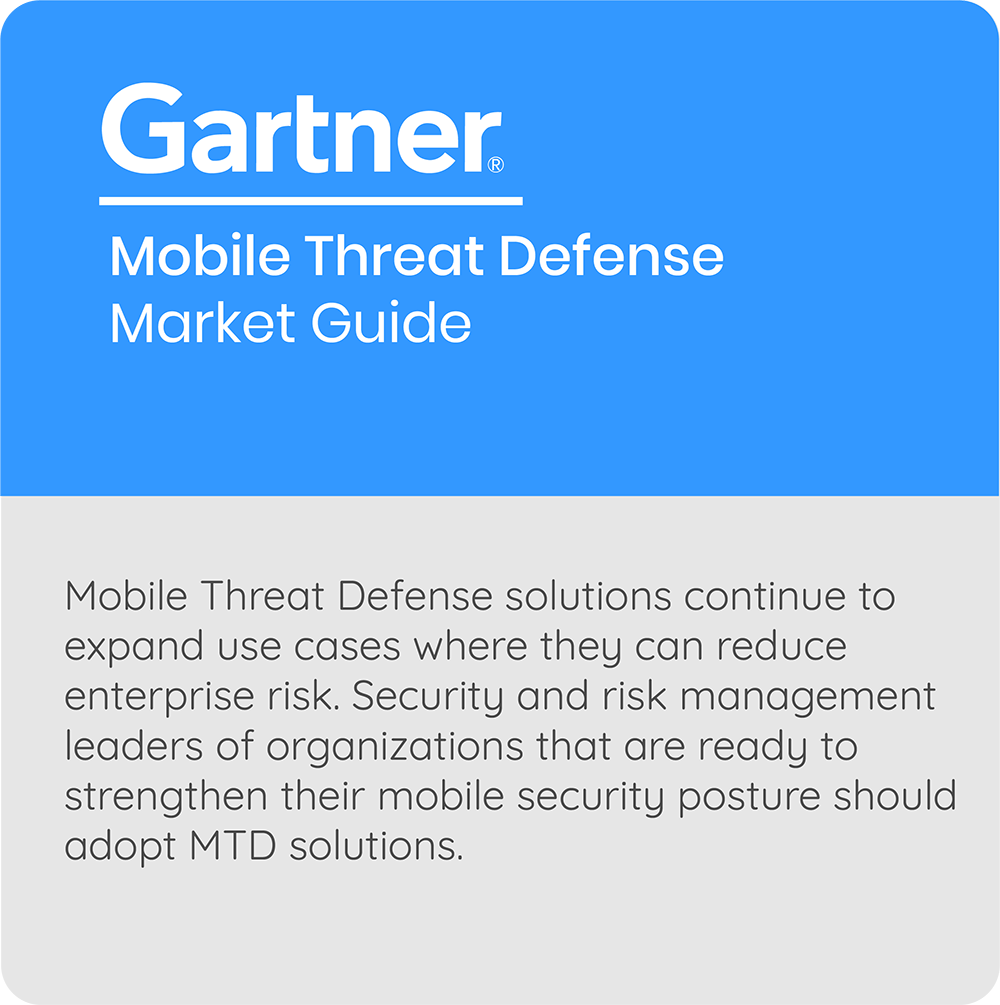 Gartner®
Mobile Threat Defense
Market Guide
Mobile Threat Defense solutions continue to
expand use cases where they can reduce
enterprise risk. Security and risk management
leaders of organizations that are ready to
strengthen their mobile security posture should
adopt MTD solutions.